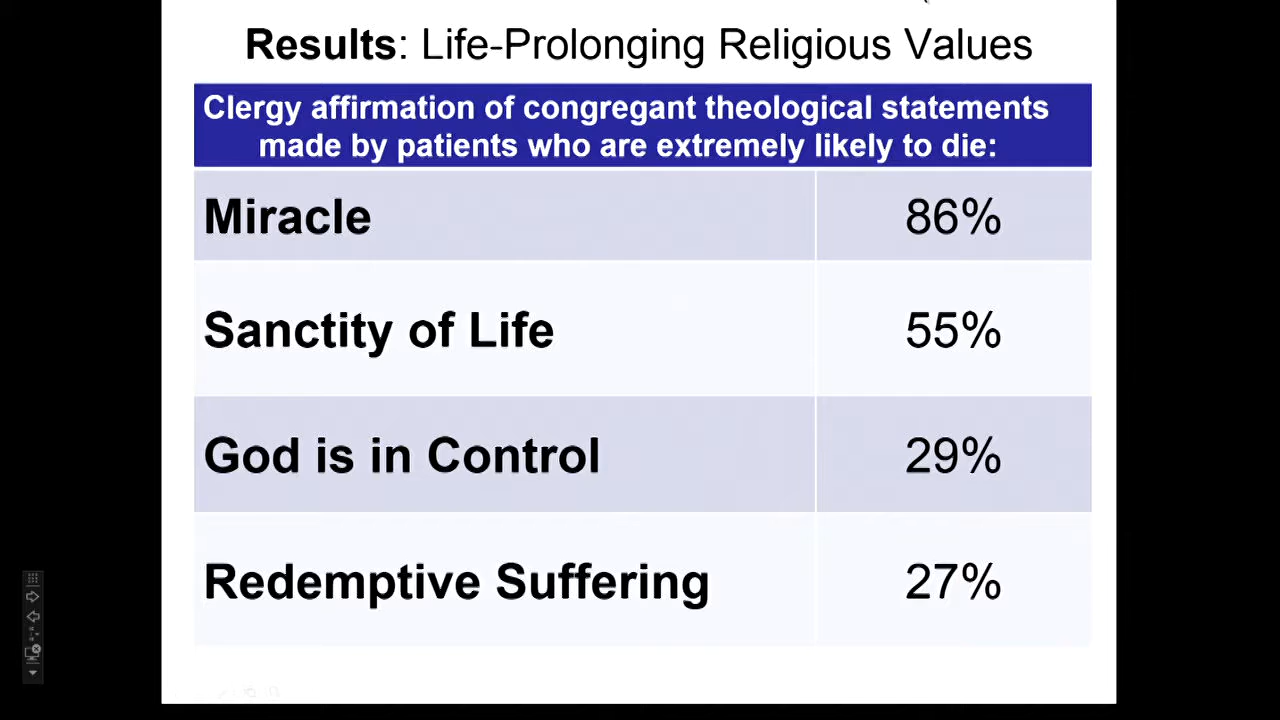 Results: Life-Prolonging Religious Values
Clergy affirmation of congregant theological statements
made by patients who are extremely likely to die:
Miracle 86%
Sanctity of Life 55%
God is in Control 29%
Redemptive Suffering 27%